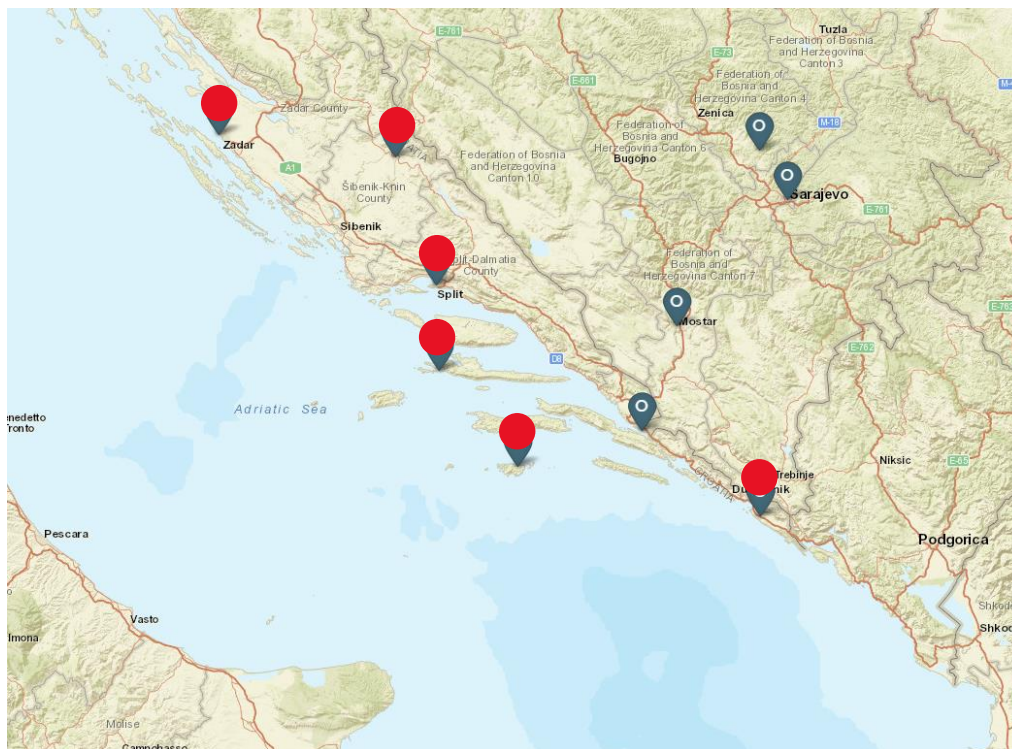 E-761
Tuzla
Federation of Bosnia
and Herzegovina
Canton 3
E-73
E-661
Federation of
Bosnia and
Herzegovina Canton 4
Zadar County
Zenica
O
M-18
Federation of
Bosnia and
Herzegovina Canton 6
Zadar
Bugojno
Federation of Bosnia
and Herzegovina
Canton 10
A1
O
Šibenik-Knin
County
Sarajevo
E-761
Sibenik
Split-Dalmatia
County
Federation of
Bosnia and
Herzegovina Canton 7
Split
O
Mostar
E-762
D8
Adriatic Sea
O
Niksic
E-65
Trebinje
CROATIA
Pescara
Podgorica
Vasto
Molise